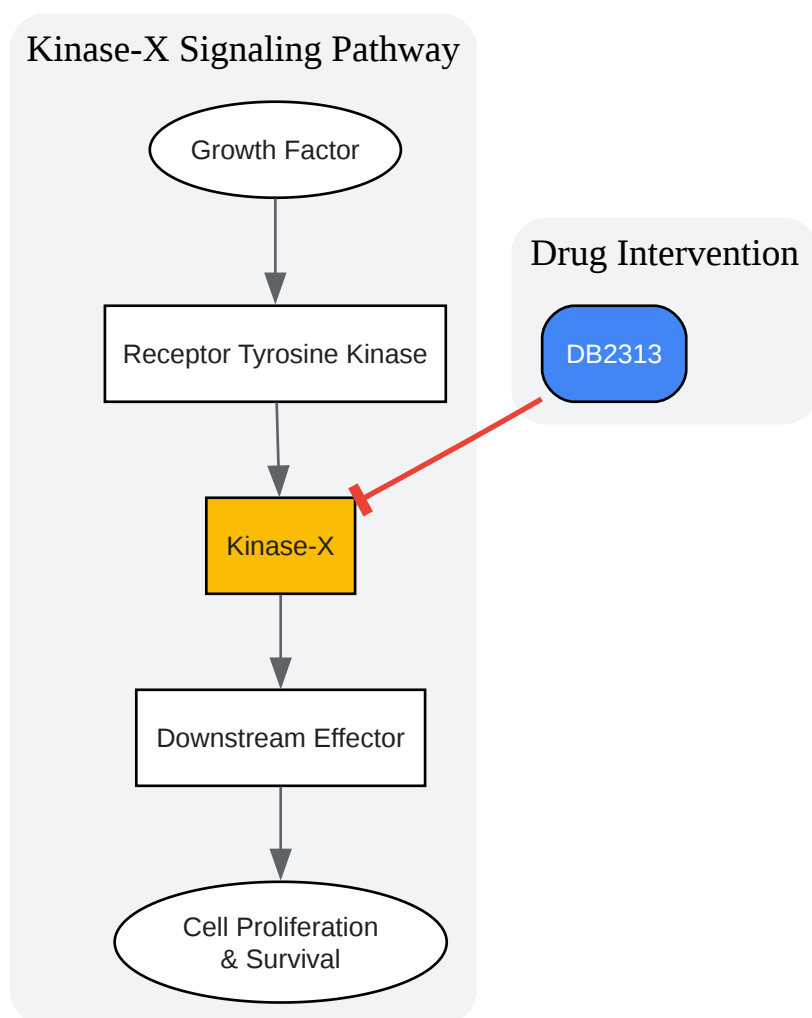 Kinase-X Signaling Pathway
Growth Factor
Drug Intervention
Receptor Tyrosine Kinase
DB2313
Kinase-X
Downstream Effector
Cell Proliferation
& Survival